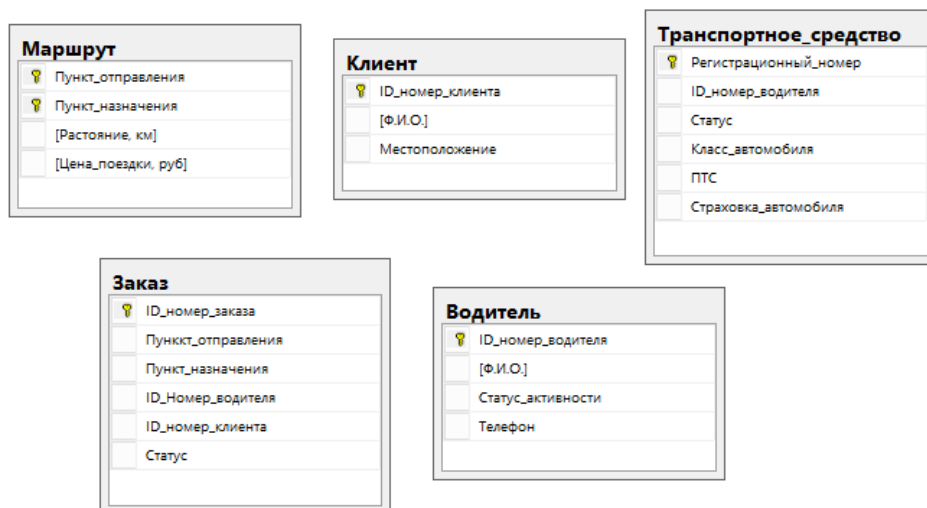 Маршрут
Пункт_отправления
Пункт_назначения
[Растояние, км]
[Цена_поездки, руб]
Клиент
ID_номер_клиента
[Ф.И.О.]
Местоположение
Транспортное_средство
Регистрационный_номер
ID_номер_водителя
Статус
Класс_автомобиля
ПТС
Страховка_автомобиля
Заказ
ID_номер_заказа
Пунккт_отправления
Пункт_назначения
ID_Номер_водителя
ID_номер_клиента
Статус
Водитель
ID_номер_водителя
[Ф.И.О.]
Статус_активности
Телефон